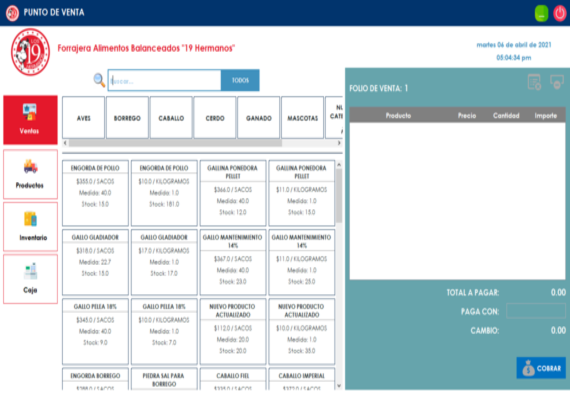 PUNTO DE VENTA
19
Forrajera Alimentos Balanceados "19 Hermanos"
martes 06 de abril de 2021
05:04:34 pm
Buscar...
TODOS
FOLIO DE VENTA: 1
Ventas
Productos
Inventario
Caja
AVES
BORREGO
CABALLO
CERDO
GANADO
MASCOTAS
Producto
Precio
Cantidad
Importe
ENGORDA DE POLLO
$355.0 / SACOS
Medida: 40.0
Stock: 15.0
ENGORDA DE POLLO
$10.0 / KILOGRAMOS
Medida: 1.0
Stock: 181.0
GALLINA PONEDORA
PELLET
$366.0 / SACOS
Medida: 40.0
Stock: 12.0
GALLINA PONEDORA
PELLET
$11.0 / KILOGRAMOS
Medida: 1.0
Stock: 15.0
GALLO GLADIADOR
$318.0 / SACOS
Medida: 22.7
Stock: 15.0
GALLO GLADIADOR
$17.0 / KILOGRAMOS
Medida: 1.0
Stock: 17.0
GALLO MANTENIMIENTO
14%
$367.0 / SACOS
Medida: 40.0
Stock: 23.0
GALLO MANTENIMIENTO
14%
$11.0 / KILOGRAMOS
Medida: 1.0
Stock: 25.0
GALLO PELEA 18%
$345.0 / SACOS
Medida: 40.0
Stock: 9.0
GALLO PELEA 18%
$10.0 / KILOGRAMOS
Medida: 1.0
Stock: 7.0
NUEVO PRODUCTO
ACTUALIZADO
$112.0 / SACOS
Medida: 20.0
Stock: 20.0
NUEVO PRODUCTO
ACTUALIZADO
$10.0 / KILOGRAMOS
Medida: 1.0
Stock: 35.0
ENGORDA BORREGO
PIEDRA SAL PARA
BORREGO
CABALLO FIEL
CABALLO IMPERIAL
TOTAL A PAGAR: 0.00
PAGA CON:
CAMBIO: 0.00
COBRAR